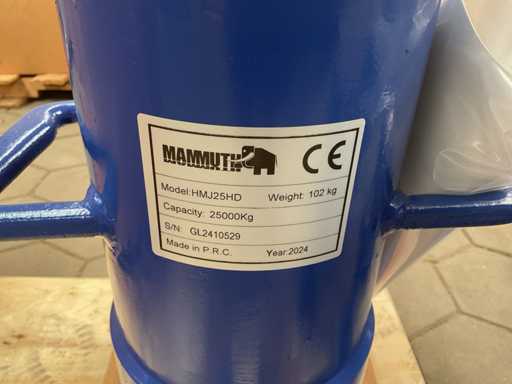 MAMMUTH CE
Model:HMJ25HD Weight: 102 kg
Capacity: 25000Kg
S/N: GL2410529
Made in P.R.C. Year:2024